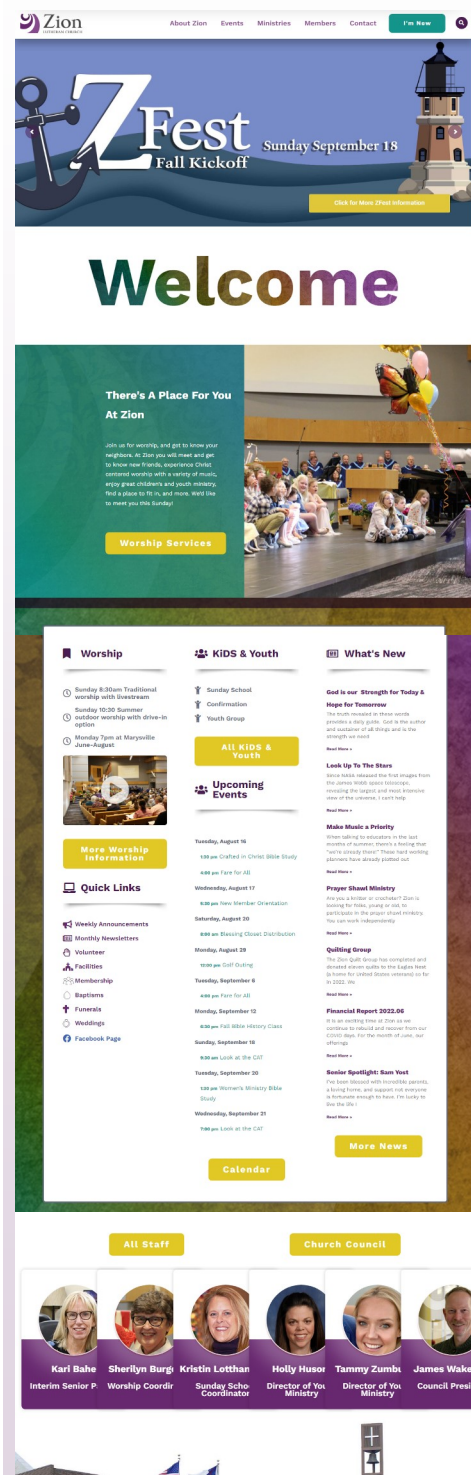 Zion
LUTHERAN CHURCH
About Zion Events Ministries Members Contact I'm New
ZFest
Fall Kickoff
Sunday September 18
Click for More ZFest Information
Welcome
There's A Place For You
At Zion
Join us for worship, and get to know your
neighbors. At Zion you will meet and get
to know new friends, experience Christ
centered worship with a variety of music,
enjoy great children's and youth ministry,
find a place to fit in, and more. We'd like
to meet you this Sunday!
Worship Services
Worship
Sunday 8:30am Traditional
worship with livestream
Sunday 10:30 Summer
outdoor worship with drive-in
option
Monday 7pm at Marysville
June-August
More Worship
Information
Quick Links
Weekly Announcements
Monthly Newsletters
Volunteer
Facilities
Membership
Baptisms
Funerals
Weddings
Facebook Page
KiDS & Youth
Sunday School
Confirmation
Youth Group
All KiDS &
Youth
Upcoming
Events
Tuesday, August 16
1:30 pm Crafted in Christ Bible Study
4:00 pm Fare for All
Wednesday, August 17
6:30 pm New Member Orientation
Saturday, August 20
8:00 am Blessing Closet Distribution
Monday, August 29
12:00 pm Golf Outing
Tuesday, September 6
4:00 pm Fare for All
Monday, September 12
6:30 pm Fall Bible History Class
Sunday, September 18
9:30 am Look at the CAT
Tuesday, September 20
1:30 pm Women's Ministry Bible
Study
Wednesday, September 21
7:00 pm Look at the CAT
Calendar
What's New
God is our Strength for Today &
Hope for Tomorrow
The truth revealed in these words
provides a daily guide. God is the author
and sustainer of all things and is the
strength we need
Read More »
Look Up To The Stars
Since NASA released the first images from
the James Webb space telescope,
revealing the largest and most intensive
view of the universe, I can't help
Read More »
Make Music a Priority
When talking to educators in the last
months of summer, there's a feeling that
"we're already there!" These hard working
planners have already plotted out
Read More »
Prayer Shawl Ministry
Are you a knitter or crocheter? Zion is
looking for folks, young or old, to
participate in the prayer shawl ministry.
You can work independently
Read More »
Quilting Group
The Zion Quilt Group has completed and
donated eleven quilts to the Eagles Nest
(a home for United States veterans) so far
in 2022. We
Read More »
Financial Report 2022.06
It is an exciting time at Zion as we
continue to rebuild and recover from our
COVID days. For the month of June, our
offerings
Read More »
Senior Spotlight: Sam Yost
I've been blessed with incredible parents,
a loving home, and support not everyone
is fortunate enough to have. I'm lucky to
live the life I
Read More »
More News
All Staff Church Council
Kari Bahe Sherilyn Burg Kristin Lotthan Holly Huson Tammy Zumbu James Wake
Interim Senior P Worship Coordin Sunday Scho Director of You Director of You Council Presi
Coordinator Ministry Ministry